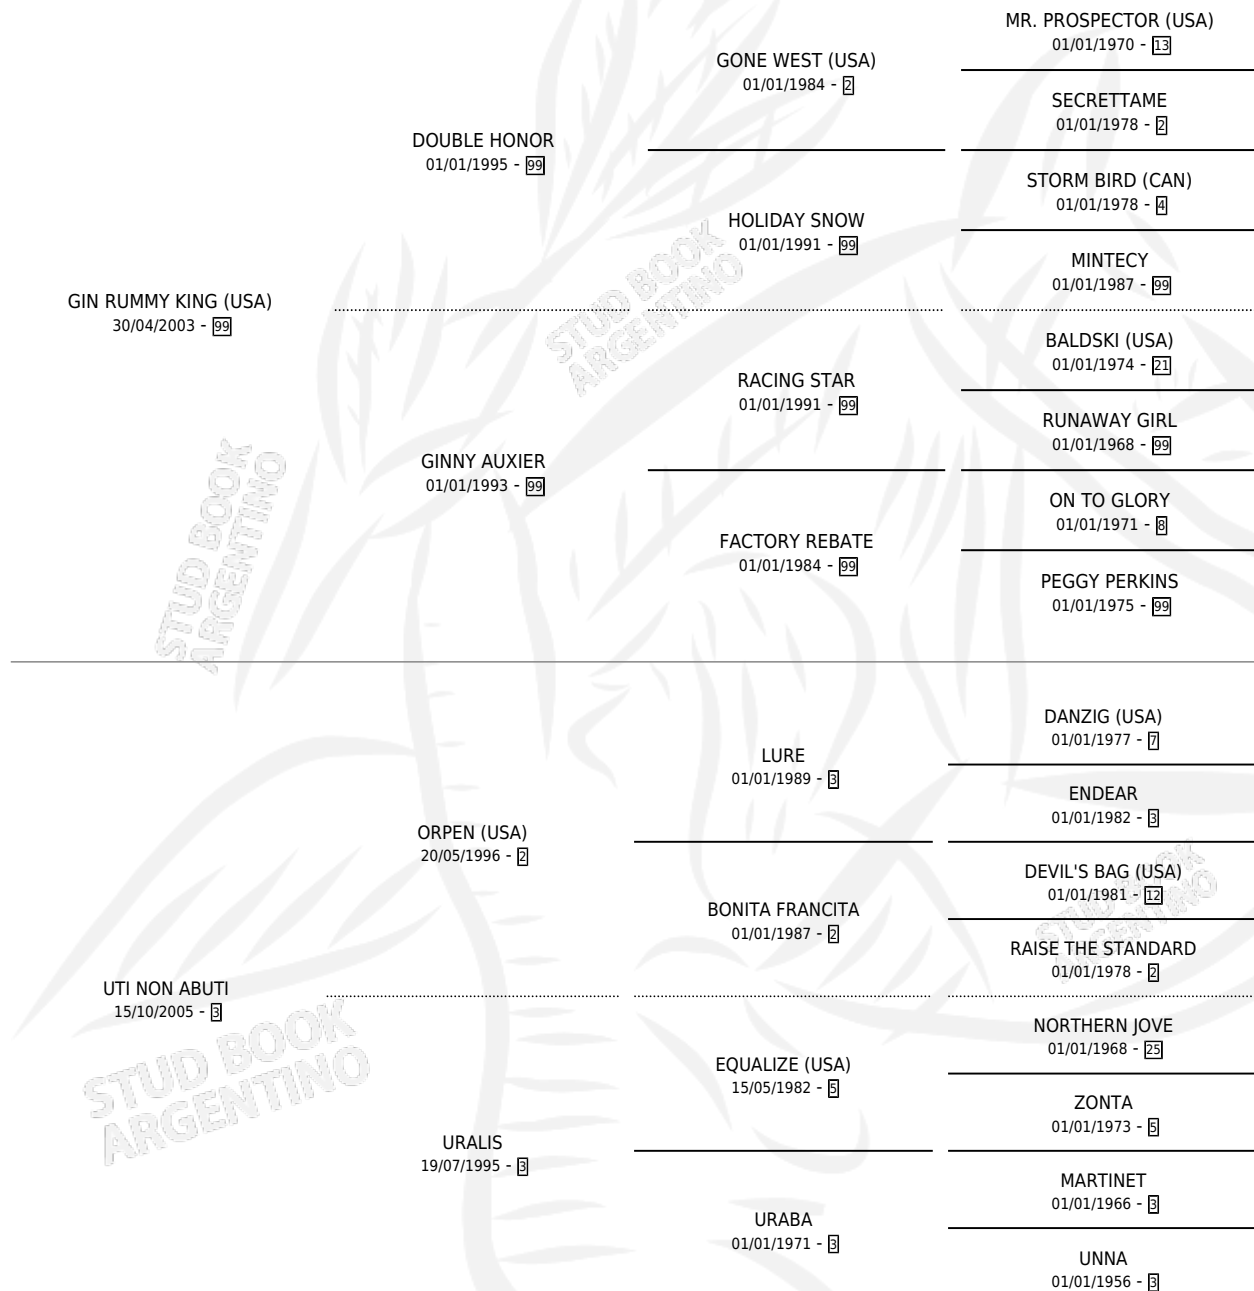 MR. PROSPECTOR (USA)
01/01/1970 - 13
GONE WEST (USA)
01/01/1984 - 2
SECRETTAME
01/01/1978 - 2
DOUBLE HONOR
01/01/1995 - 99
STORM BIRD (CAN)
01/01/1978 - 4
HOLIDAY SNOW
01/01/1991 - 99
MINTECY
01/01/1987 - 99
GIN RUMMY KING (USA)
30/04/2003 - 99
BALDSKI (USA)
01/01/1974 - 21
RACING STAR
01/01/1991 - 99
RUNAWAY GIRL
01/01/1968 - 99
GINNY AUXIER
01/01/1993 - 99
ON TO GLORY
01/01/1971 - 8
FACTORY REBATE
01/01/1984 - 99
PEGGY PERKINS
01/01/1975 - 99
DANZIG (USA)
01/01/1977 - 7
LURE
01/01/1989 - 3
ENDEAR
01/01/1982 - 3
ORPEN (USA)
20/05/1996 - 2
DEVIL'S BAG (USA)
01/01/1981 - 12
BONITA FRANCITA
01/01/1987 - 2
RAISE THE STANDARD
01/01/1978 - 2
UTI NON ABUTI
15/10/2005 - 3
NORTHERN JOVE
01/01/1968 - 25
EQUALIZE (USA)
15/05/1982 - 5
ZONTA
01/01/1973 - 5
URALIS
19/07/1995 - 3
MARTINET
01/01/1966 - 3
URABA
01/01/1971 - 3
UNNA
01/01/1956 - 3
STUD BOOK
ARGENTINO
STUD BOOK
ARGENTINO
STUD BOOK
ARGENTINO
STUD BOOK
ARGENTINO